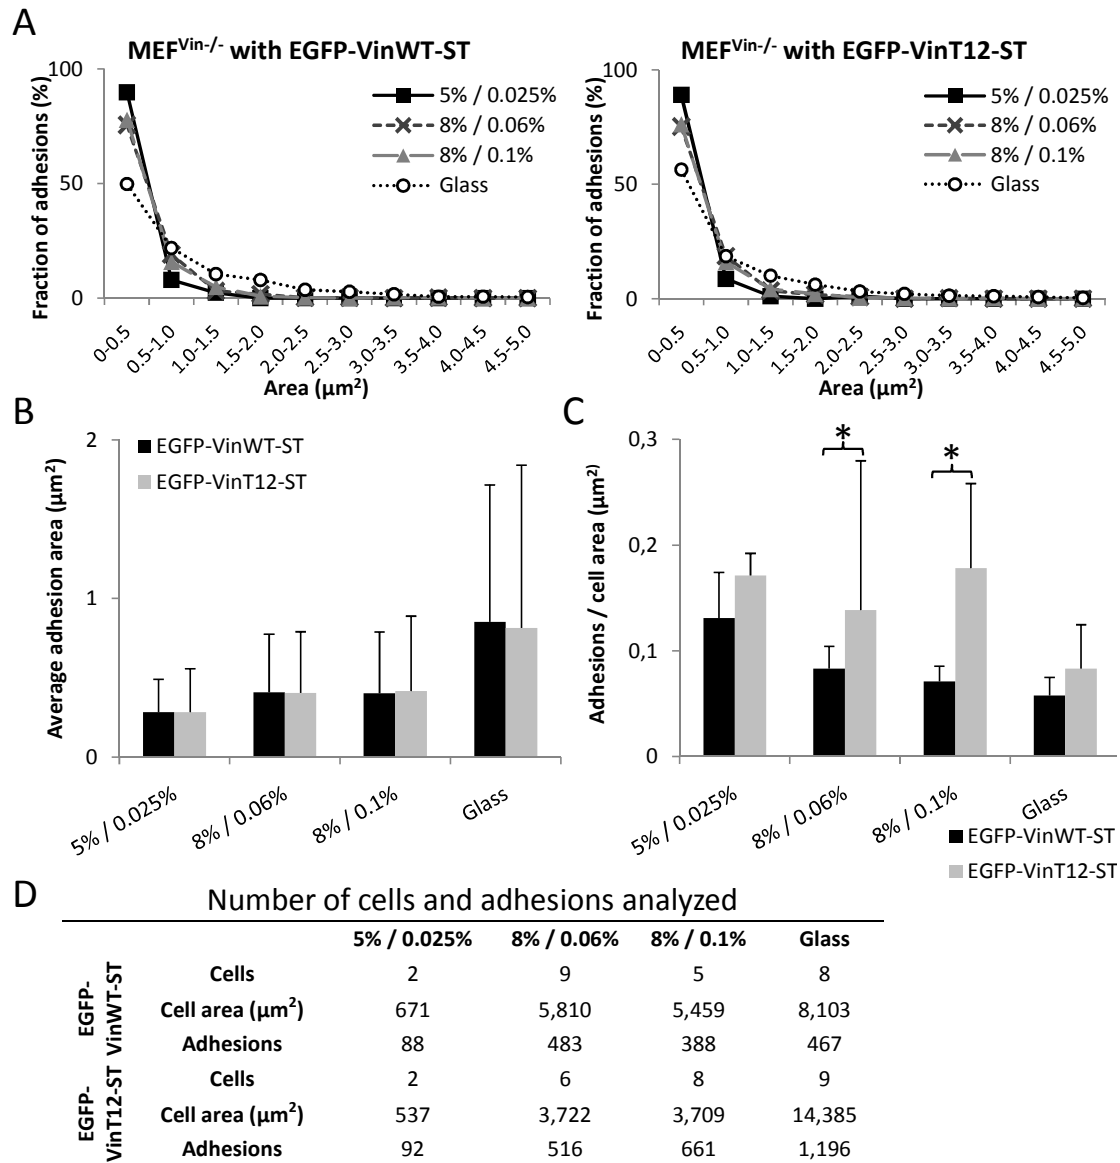 A
MEFVin-/- with EGFP-VinWT-ST
MEFVin-/- with EGFP-VinT12-ST
Fraction of adhesions (%)
100
50
0
5% / 0.025%
8% / 0.06%
8% / 0.1%
Glass
0-0.5
0.5-1.0
1.0-1.5
1.5-2.0
2.0-2.5
2.5-3.0
3.0-3.5
3.5-4.0
4.0-4.5
4.5-5.0
Area (µm2)
Fraction of adhesions (%)
100
50
0
5% / 0.025%
8% / 0.06%
8% / 0.1%
Glass
0-0.5
0.5-1.0
1.0-1.5
1.5-2.0
2.0-2.5
2.5-3.0
3.0-3.5
3.5-4.0
4.0-4.5
4.5-5.0
Area (µm2)
B
Average adhesion area (µm2)
2
1
0
EGFP-VinWT-ST
EGFP-VinT12-ST
5% / 0.025%
8% / 0.06%
8% / 0.1%
Glass
C
Adhesions / cell area (µm2)
0,3
0,2
0,1
0
*
*
5% / 0.025%
8% / 0.06%
8% / 0.1%
Glass
EGFP-VinWT-ST
EGFP-VinT12-ST
D
Number of cells and adhesions analyzed
5% / 0.025% 8% / 0.06% 8% / 0.1% Glass
EGFP-
VinWT-ST
Cells 2 9 5 8
Cell area (µm2) 671 5,810 5,459 8,103
Adhesions 88 483 388 467
EGFP-
VinT12-ST
Cells 2 6 8 9
Cell area (µm2) 537 3,722 3,709 14,385
Adhesions 92 516 661 1,196